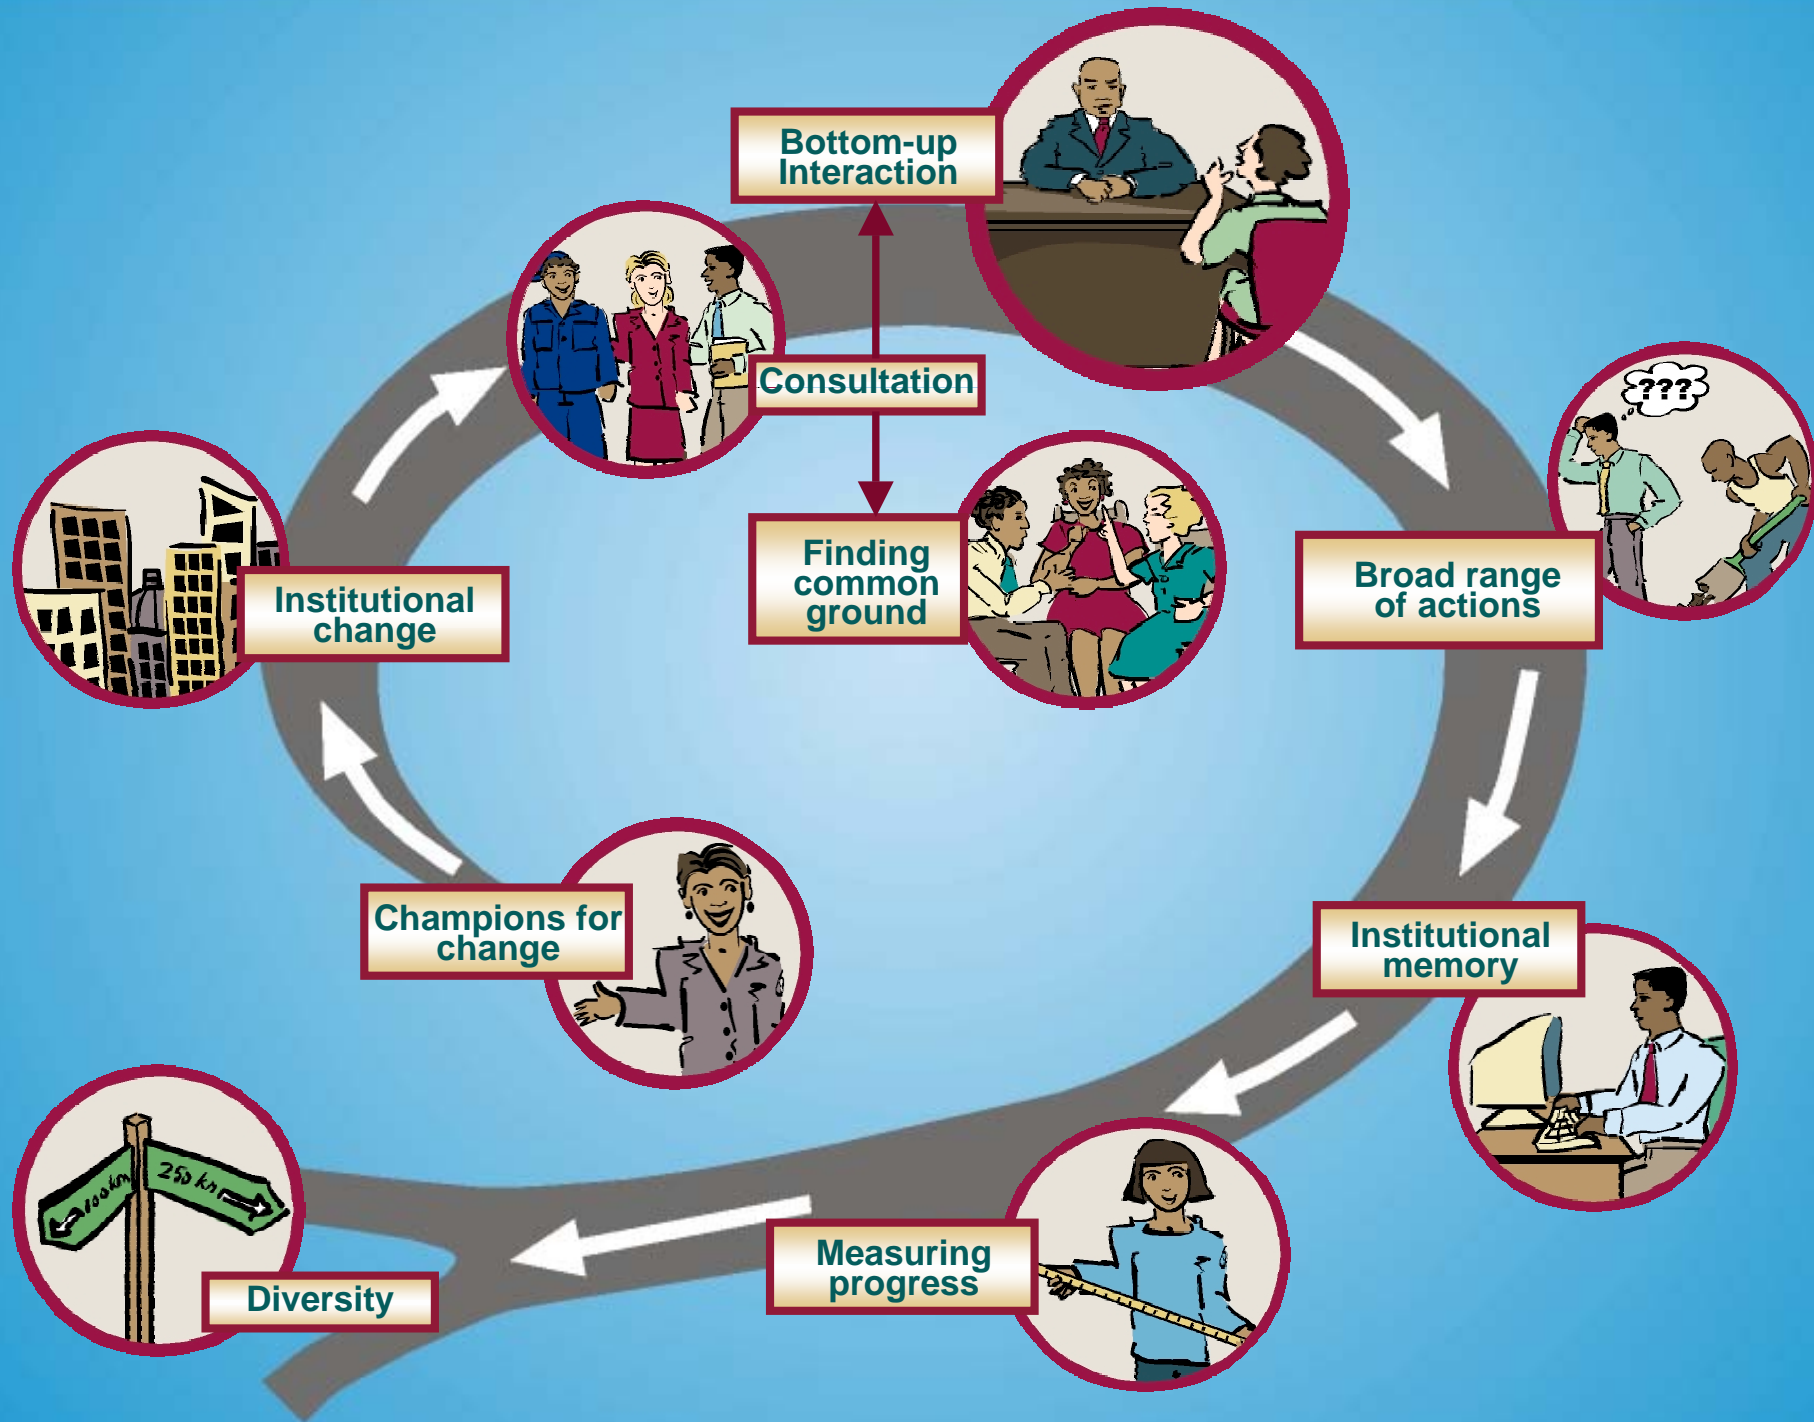 Bottom-up
Interaction
Consultation
???
Finding
common
ground
Broad range
of actions
Institutional
change
Champions for
change
Institutional
memory
100km
250 km
Measuring
progress
Diversity